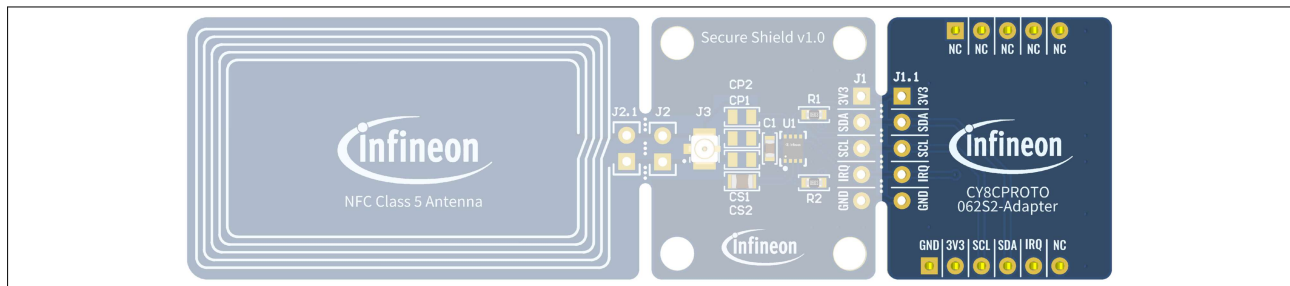 infineon
NFC Class 5 Antenna
J2.1
J2
J3
Secure Shield v1.0
CP2
CP1
C1
U1
R1
CS1
CS2
R2
infineon
J1
3V3
SDA
SCL
IRQ
GND
J1.1
3V3
SDA
SCL
IRQ
GND
NC NC NC NC NC
infineon
CY8CPROTO
062S2-Adapter
GND 3V3 SCL SDA IRQ NC